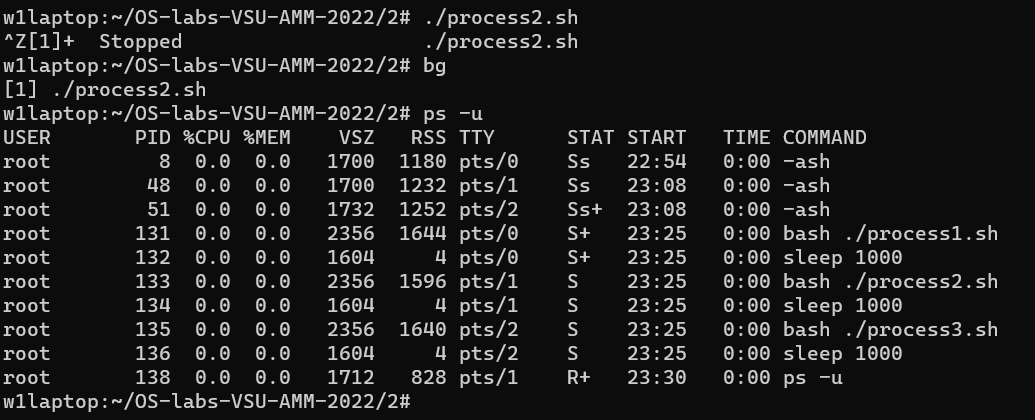 w1laptop:~/OS-labs-VSU-AMM-2022/2# ./process2.sh
^Z[1]+  Stopped                    ./process2.sh
w1laptop:~/OS-labs-VSU-AMM-2022/2# bg
[1] ./process2.sh
w1laptop:~/OS-labs-VSU-AMM-2022/2# ps -u
USER       PID %CPU %MEM    VSZ   RSS TTY      STAT START   TIME COMMAND
root         8  0.0  0.0   1700  1180 pts/0    Ss   22:54   0:00 -ash
root        48  0.0  0.0   1700  1232 pts/1    Ss   23:08   0:00 -ash
root        51  0.0  0.0   1732  1252 pts/2    Ss+  23:08   0:00 -ash
root       131  0.0  0.0   2356  1644 pts/0    S+   23:25   0:00 bash ./process1.sh
root       132  0.0  0.0   1604     4 pts/0    S+   23:25   0:00 sleep 1000
root       133  0.0  0.0   2356  1596 pts/1    S    23:25   0:00 bash ./process2.sh
root       134  0.0  0.0   1604     4 pts/1    S    23:25   0:00 sleep 1000
root       135  0.0  0.0   2356  1640 pts/2    S    23:25   0:00 bash ./process3.sh
root       136  0.0  0.0   1604     4 pts/2    S    23:25   0:00 sleep 1000
root       138  0.0  0.0   1712   828 pts/1    R+   23:30   0:00 ps -u
w1laptop:~/OS-labs-VSU-AMM-2022/2#